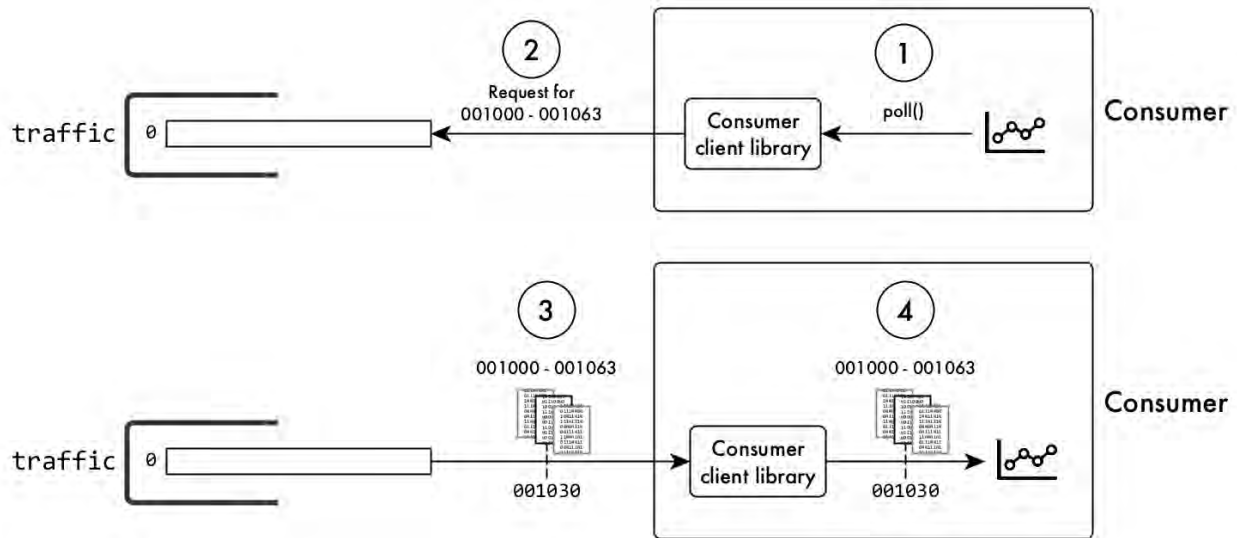 2
1
Request for
001000 - 001063
poll()
Consumer
traffic
0
Consumer
client library
3
4
001000 - 001063
001000 - 001063
Consumer
traffic
0
Consumer
client library
001030
001030